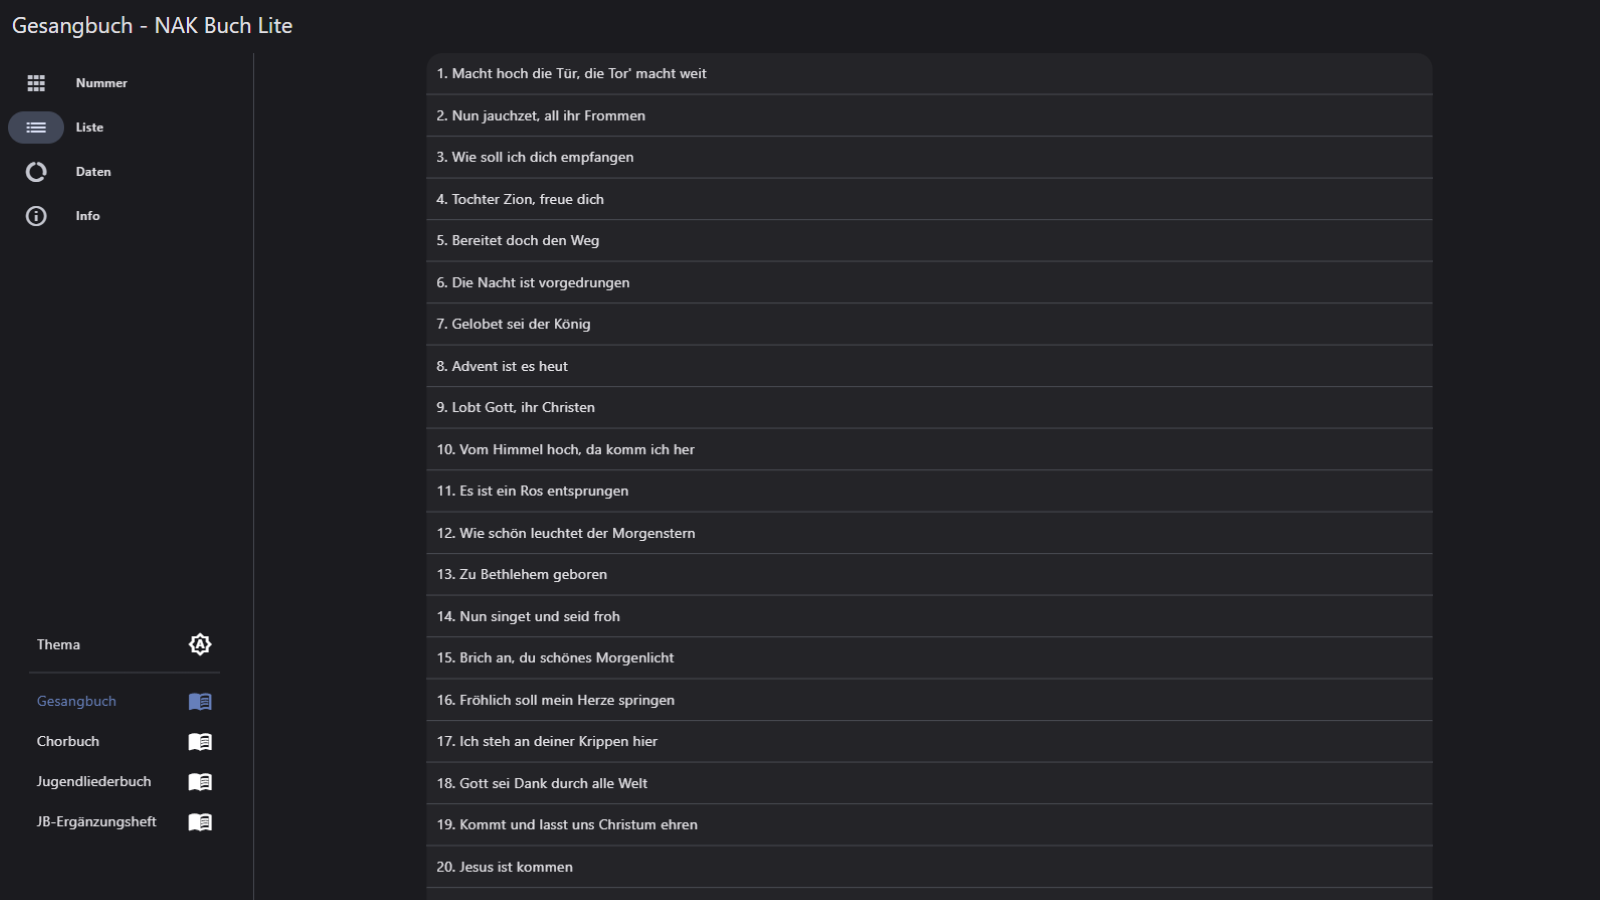 Gesangbuch - NAK Buch Lite
Nummer
Liste
Daten
Info
Thema
Gesangbuch
Chorbuch
Jugendliederbuch
JB-Ergänzungsheft
1. Macht hoch die Tür, die Tor' macht weit
2. Nun jauchzet, all ihr Frommen
3. Wie soll ich dich empfangen
4. Tochter Zion, freue dich
5. Bereitet doch den Weg
6. Die Nacht ist vorgedrungen
7. Gelobet sei der König
8. Advent ist es heut
9. Lobt Gott, ihr Christen
10. Vom Himmel hoch, da komm ich her
11. Es ist ein Ros entsprungen
12. Wie schön leuchtet der Morgenstern
13. Zu Bethlehem geboren
14. Nun singet und seid froh
15. Brich an, du schönes Morgenlicht
16. Fröhlich soll mein Herze springen
17. Ich steh an deiner Krippen hier
18. Gott sei Dank durch alle Welt
19. Kommt und lasst uns Christum ehren
20. Jesus ist kommen